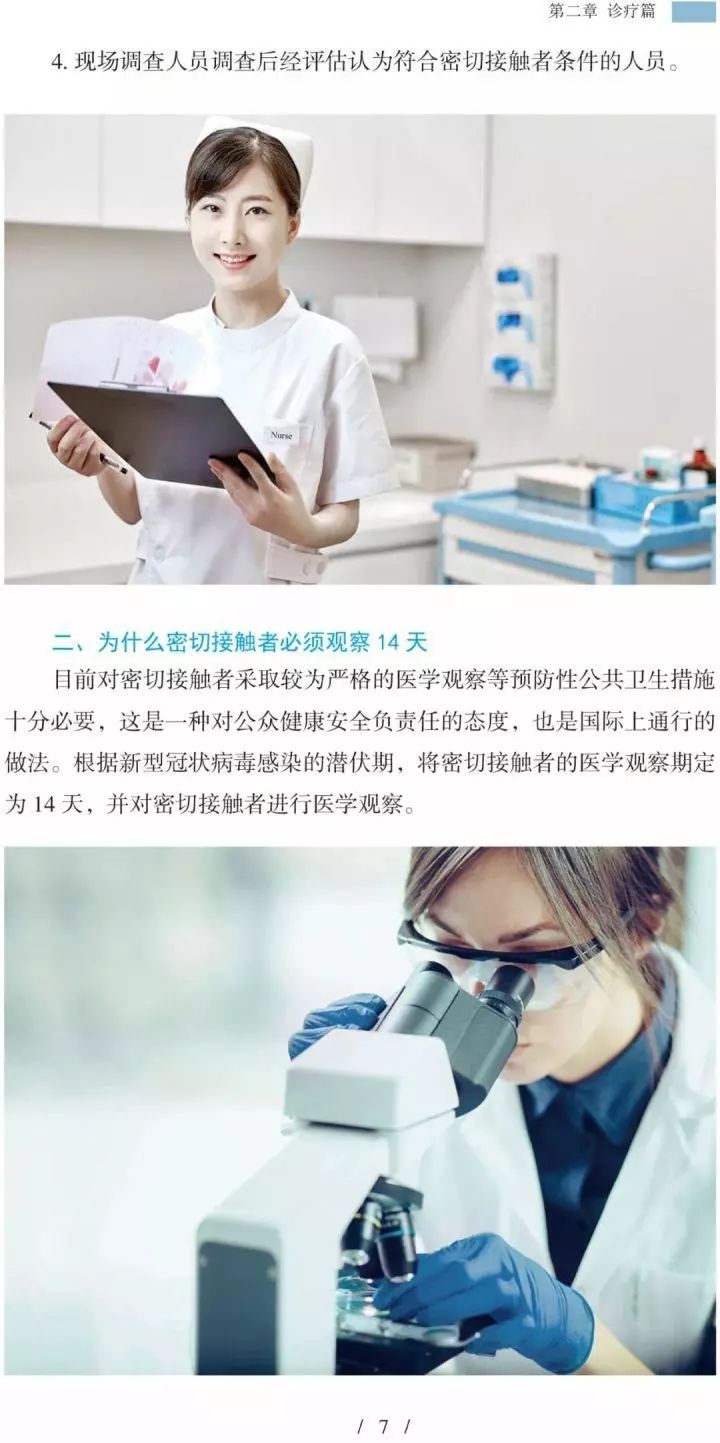 第二章 诊疗篇
4. 现场调查人员调查后经评估认为符合密切接触者条件的人员。
Nurse
二、为什么密切接触者必须观察 14 天
目前对密切接触者采取较为严格的医学观察等预防性公共卫生措施
十分必要，这是一种对公众健康安全负责任的态度，也是国际上通行的
做法。根据新型冠状病毒感染的潜伏期，将密切接触者的医学观察期定
为 14 天，并对密切接触者进行医学观察。
/ 7 /